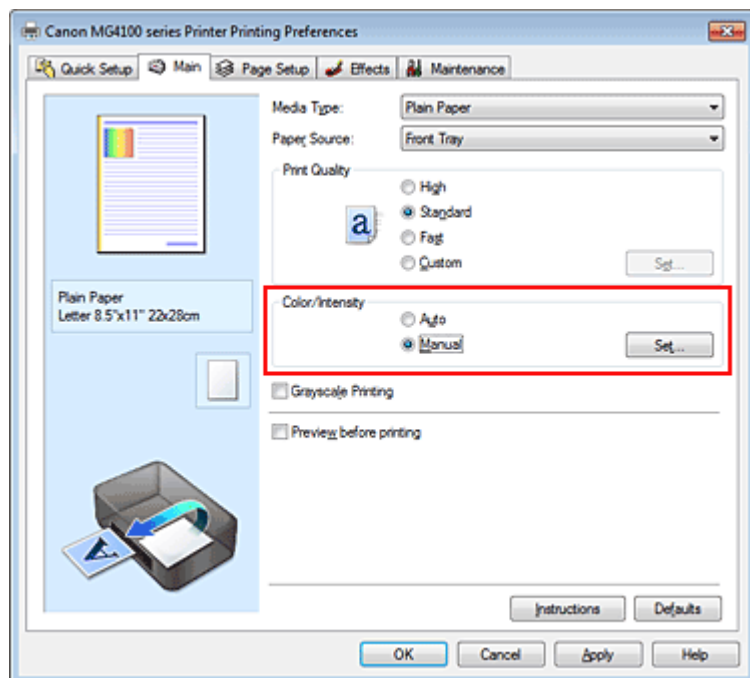 Canon MG4100 series Printer Printing Preferences
Quick Setup Main Page Setup Effects Maintenance
Media Type: Plain Paper
Paper Source: Front Tray
Print Quality
High
a Standard
Fast
Custom Set...
Plain Paper
Letter 8.5"x11" 22x28cm
Color/Intensity
Auto
Manual Set...
Grayscale Printing
Preview before printing
A
Instructions Defaults
OK Cancel Apply Help